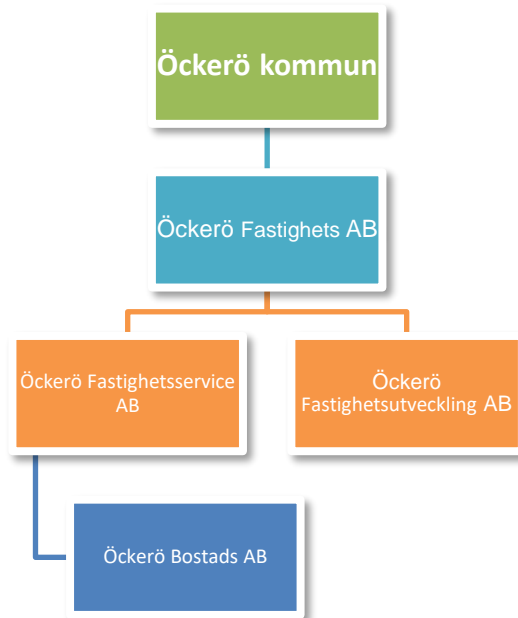 Öckerö kommun
Öckerö Fastighets AB
Öckerö Fastighetsservice
AB
Öckerö
Fastighetsutveckling AB
Öckerö Bostads AB